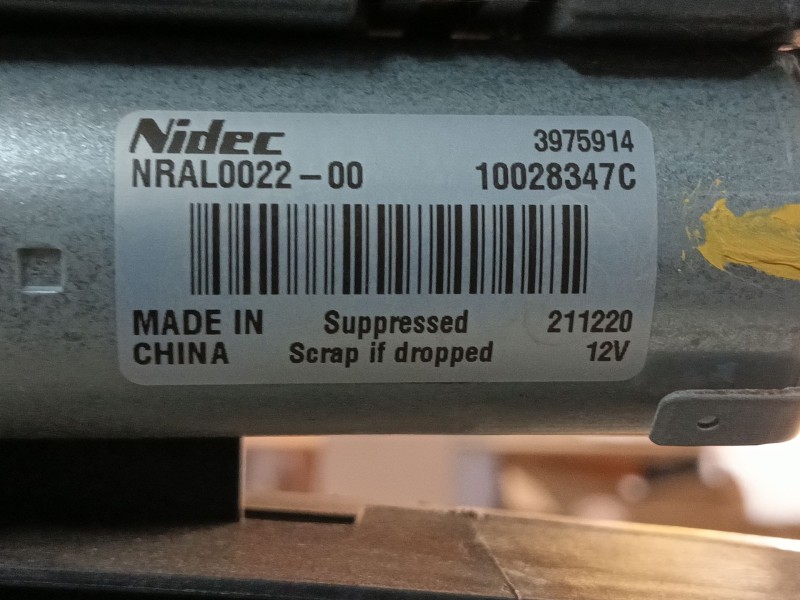 Nidec 3975914
NRAL0022-00 10028347C
MADE IN Suppressed 211220
CHINA Scrap if dropped 12V